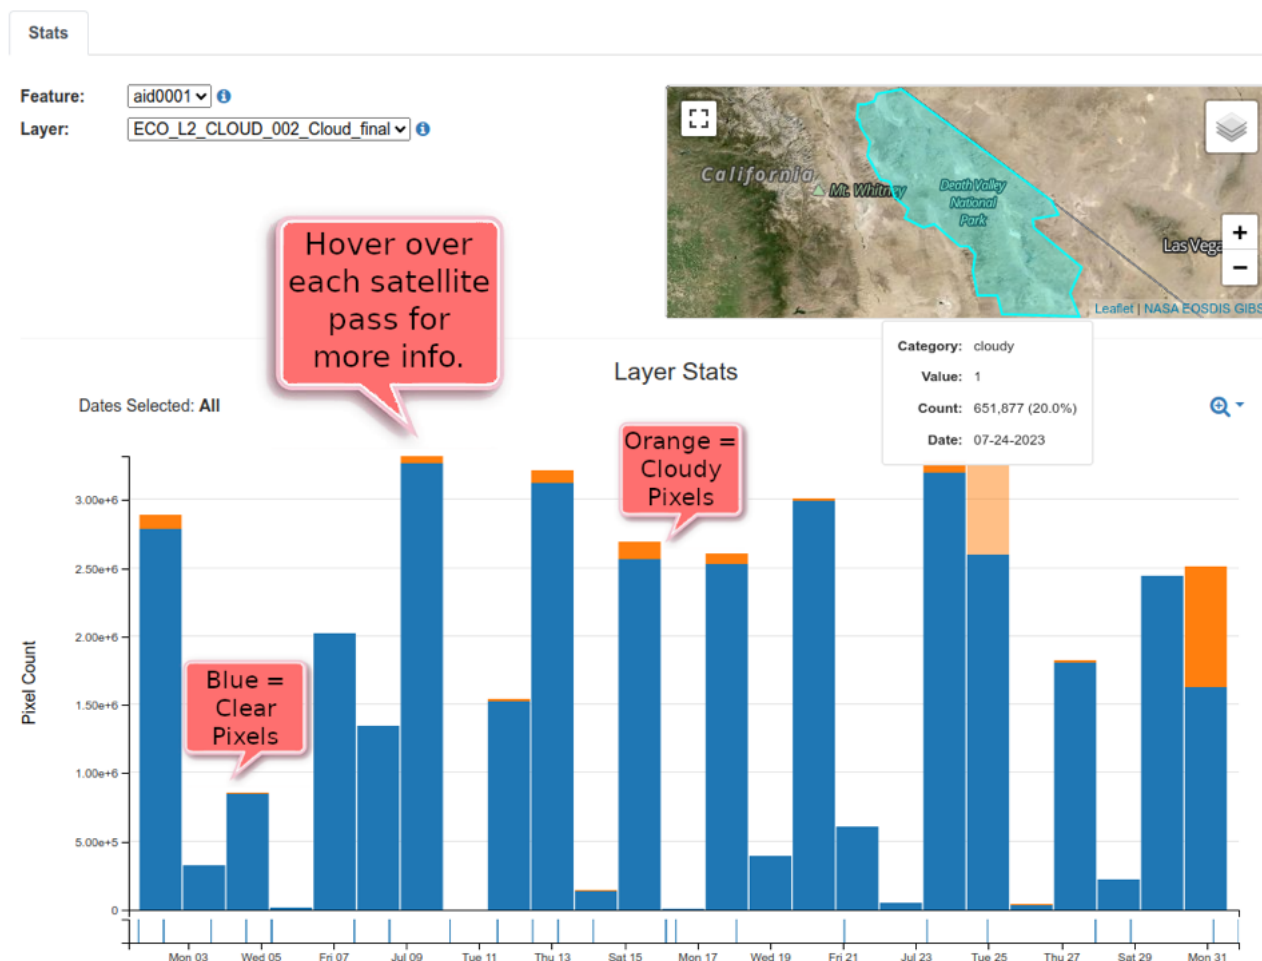 Stats
Feature:
aid0001
Layer:
ECO_L2_CLOUD_002_Cloud_final
California
Mt. Whitney
Death Valley
National
Park
Las Vega
+
−
Leaflet | NASA EOSDIS GIBS
Hover over
each satellite
pass for
more info.
Layer Stats
Category: cloudy
Value: 1
Count: 651,877 (20.0%)
Date: 07-24-2023
Dates Selected: All
Orange =
Cloudy
Pixels
Blue =
Clear
Pixels
Pixel Count
3.00e+6
2.50e+6
2.00e+6
1.50e+6
1.00e+6
5.00e+5
0
Mon 03
Wed 05
Fri 07
Jul 09
Tue 11
Thu 13
Sat 15
Mon 17
Wed 19
Fri 21
Jul 23
Tue 25
Thu 27
Sat 29
Mon 31